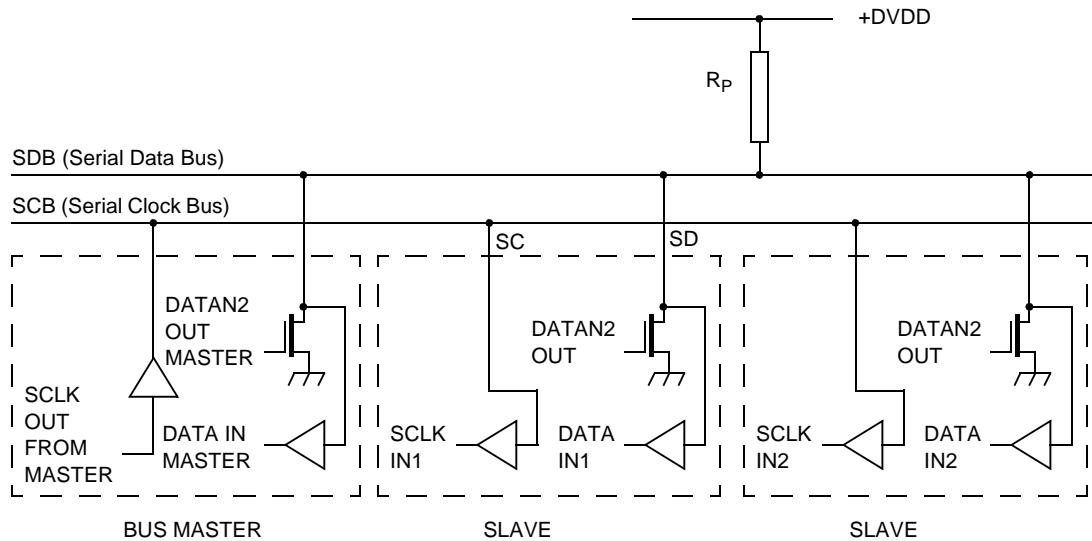 +DVDD
RP
SDB (Serial Data Bus)
SCB (Serial Clock Bus)
SC
SD
DATAN2
OUT
MASTER
SCLK
OUT
FROM
MASTER
DATA IN
MASTER
DATAN2
OUT
SCLK
IN1
DATA
IN1
DATAN2
OUT
SCLK
IN2
DATA
IN2
BUS MASTER
SLAVE
SLAVE